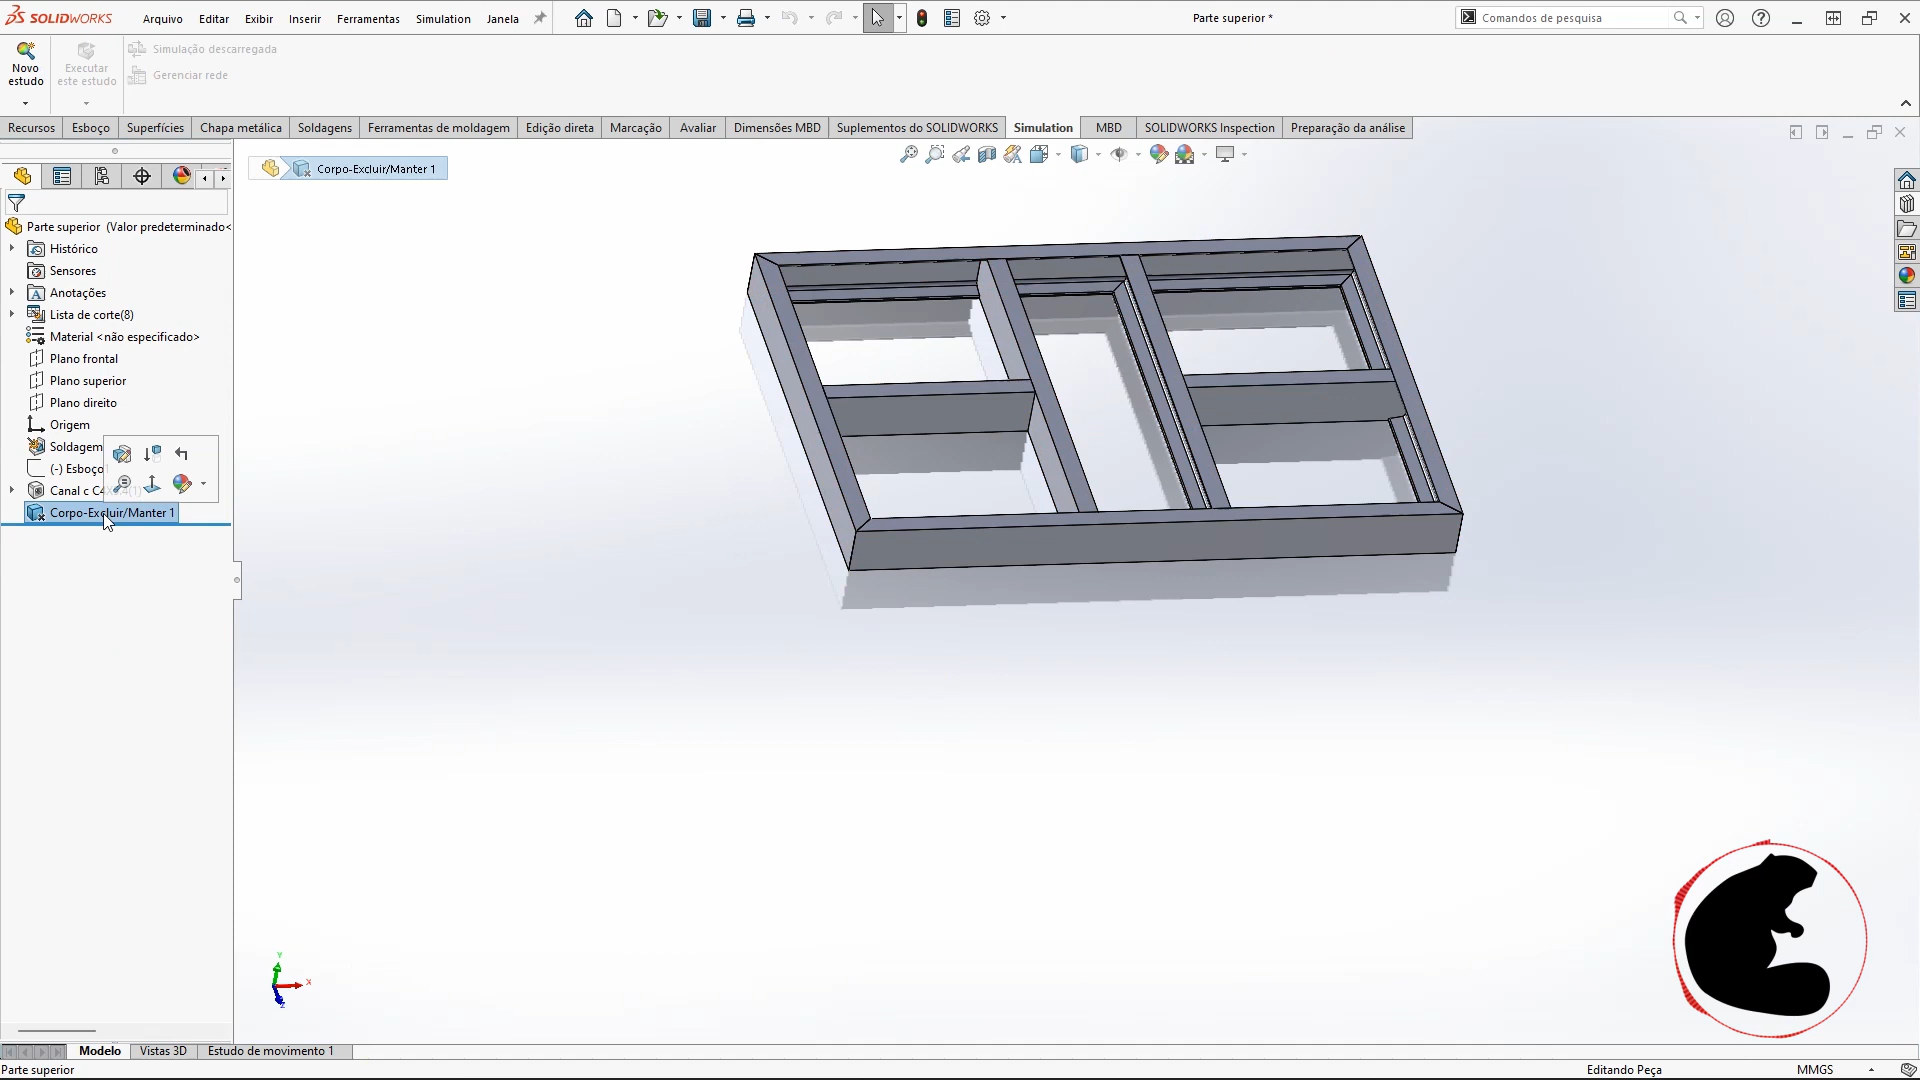 SOLIDWORKS
Arquivo
Editar
Exibir
Inserir
Ferramentas
Simulation
Janela
Parte superior *
Comandos de pesquisa
Novo
estudo
Executar
este estudo
Simulação descarregada
Gerenciar rede
Recursos
Esboço
Superfícies
Chapa metálica
Soldagens
Ferramentas de moldagem
Edição direta
Marcação
Avaliar
Dimensões MBD
Suplementos do SOLIDWORKS
Simulation
MBD
SOLIDWORKS Inspection
Preparação da análise
Corpo-Excluir/Manter 1
Parte superior (Valor predeterminado<
Histórico
Sensores
Anotações
Lista de corte(8)
Material <não especificado>
Plano frontal
Plano superior
Plano direito
Origem
Soldagem
(-) Esboço
Canal c
Corpo-Excluir/Manter 1
Y
X
Z
Modelo
Vistas 3D
Estudo de movimento 1
Parte superior
Editando Peça
MMGS